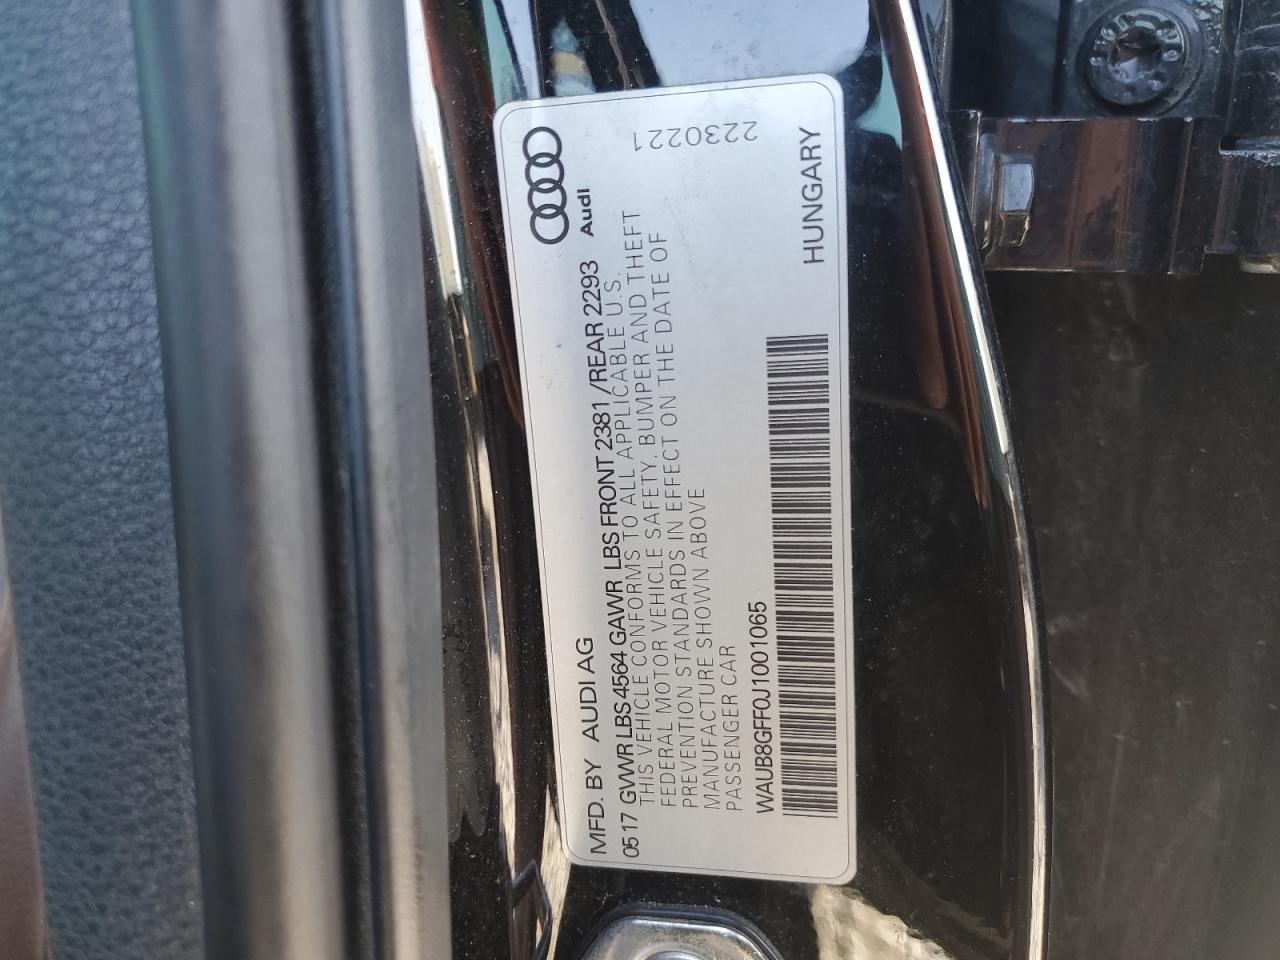 MFD. BY AUDI AG
Audi
0517 GVWR LBS 4564 GAWR LBS FRONT 2381 /REAR 2293
THIS VEHICLE CONFORMS TO ALL APPLICABLE U.S.
FEDERAL MOTOR VEHICLE SAFETY, BUMPER AND THEFT
PREVENTION STANDARDS IN EFFECT ON THE DATE OF
MANUFACTURE SHOWN ABOVE
PASSENGER CAR
2230221
WAUB8GFF0J1001065
HUNGARY